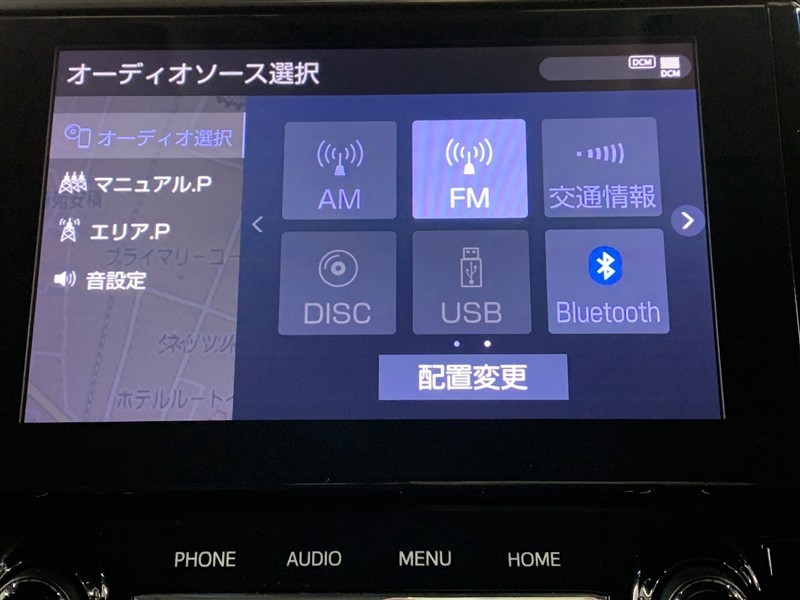 オーディオソース選択
DCM
DCM
オーディオ選択
マニュアル.P
エリア.P
音設定
プライマリーコー
ホテルルートイ
AM
FM
交通情報
DISC
USB
Bluetooth
配置変更
PHONE
AUDIO
MENU
HOME